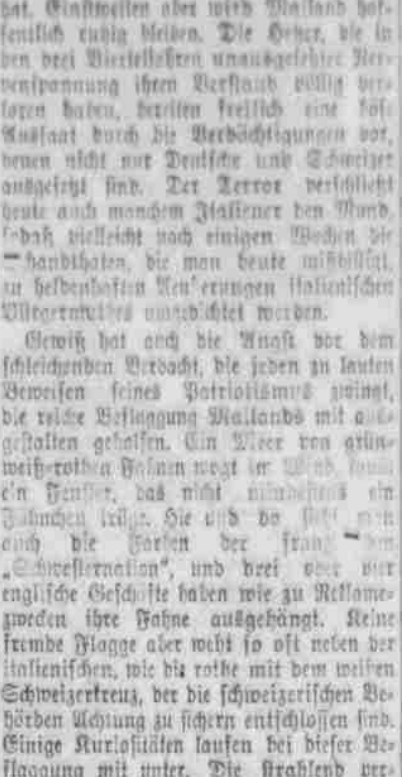 hat. Einstweilen aber wird Mailand hof-
fentlich ruhig bleiben. Die Hetzer, die in
den drei Vierteljahren unausgesetzter Ner-
venspannung ihren Verstand völlig ver-
loren haben, bereiten freilich eine böse
Aussaat durch die Verdächtigungen vor,
denen nicht nur Deutsche und Schweizer
ausgesetzt sind. Der Terror verschließt
heute auch manchem Italiener den Mund,
sodaß vielleicht nach einigen Wochen die
handthaten, die man heute mißbilligt,
zu heldenhaften Aeußerungen italienischen
Bürgermuthes umgedichtet werden.
Gewiß hat auch die Angst vor dem
schleichenden Verdacht, die jeden zu lauten
Beweisen seines Patriotismus zwingt,
die reiche Beflaggung Mailands mit aus-
gestalten geholfen. Ein Meer von grün-
weiß-rothen Fahnen wogt im Wind, kaum
ein Fenster, das nicht mindestens ein
Fähnchen trüge. Hie und da sieht man
auch die Farben der
„Schwesternation“, und drei oder vier
englische Geschäfte haben wie zu Reklame-
zwecken ihre Fahne ausgehängt. Keine
fremde Flagge aber weht so oft neben der
italienischen, wie die rothe mit dem weißen
Schweizerkreuz, der die schweizerischen Be-
hörden Achtung zu sichern entschlossen sind.
Einige Kuriositäten laufen bei dieser Be-
flaggung mit unter. Die strahlend ver-